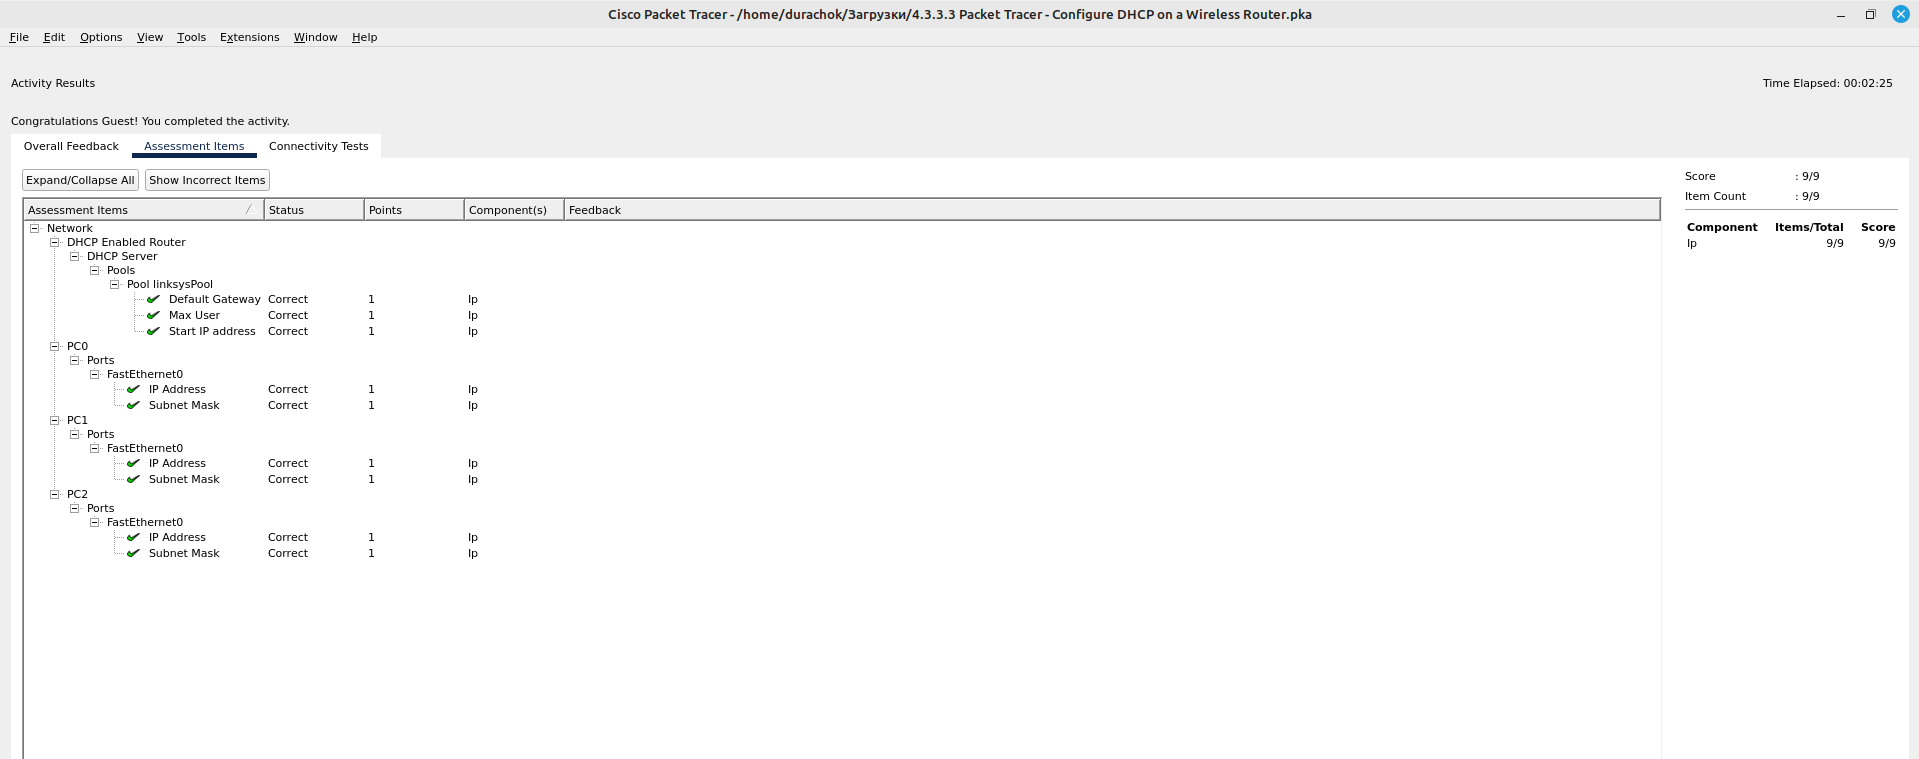 Cisco Packet Tracer - /home/durachok/Загрузки/4.3.3.3 Packet Tracer - Configure DHCP on a Wireless Router.pka
File Edit Options View Tools Extensions Window Help
Activity Results
Time Elapsed: 00:02:25
Congratulations Guest! You completed the activity.
Overall Feedback Assessment Items Connectivity Tests
Expand/Collapse All Show Incorrect Items
Assessment Items Status Points Component(s) Feedback
Network
DHCP Enabled Router
DHCP Server
Pools
Pool linksysPool
Default Gateway Correct 1 Ip
Max User Correct 1 Ip
Start IP address Correct 1 Ip
PC0
Ports
FastEthernet0
IP Address Correct 1 Ip
Subnet Mask Correct 1 Ip
PC1
Ports
FastEthernet0
IP Address Correct 1 Ip
Subnet Mask Correct 1 Ip
PC2
Ports
FastEthernet0
IP Address Correct 1 Ip
Subnet Mask Correct 1 Ip
Score : 9/9
Item Count : 9/9
Component Items/Total Score
Ip 9/9 9/9